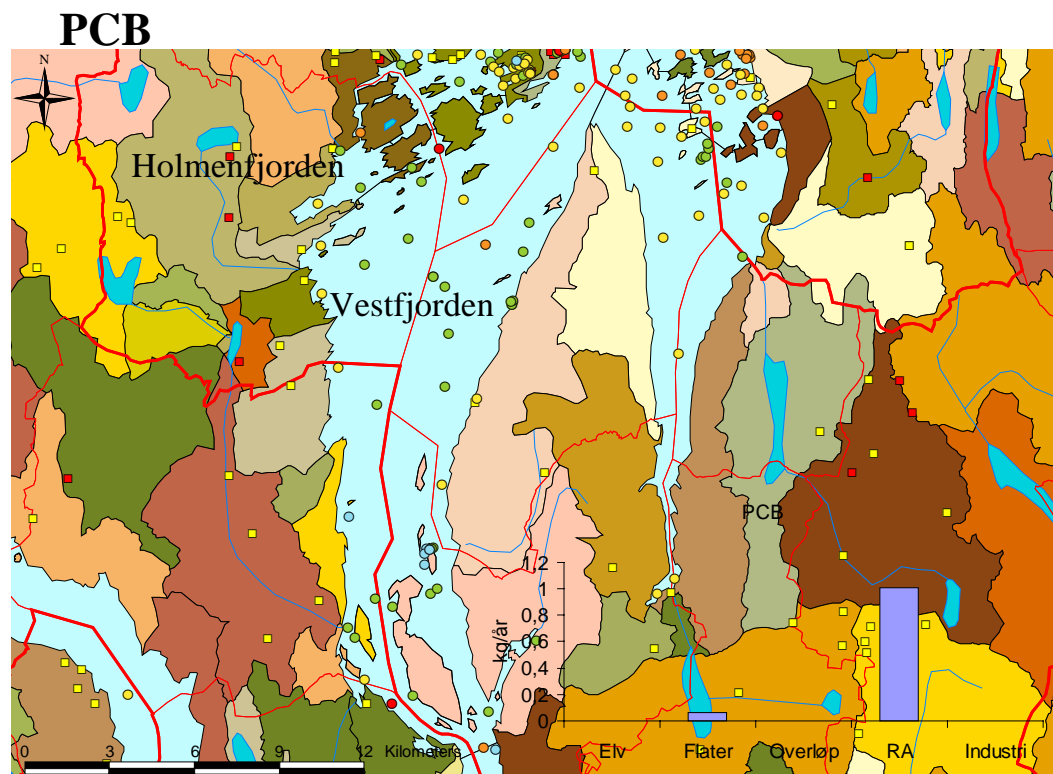 PCB
N
Holmenfjorden
Vestfjorden
PCB
1,2
1
0,8
0,6
0,4
0,2
0
kg/år
Elv Flater Overløp RA Industri
0 3 6 9 12 Kilometers